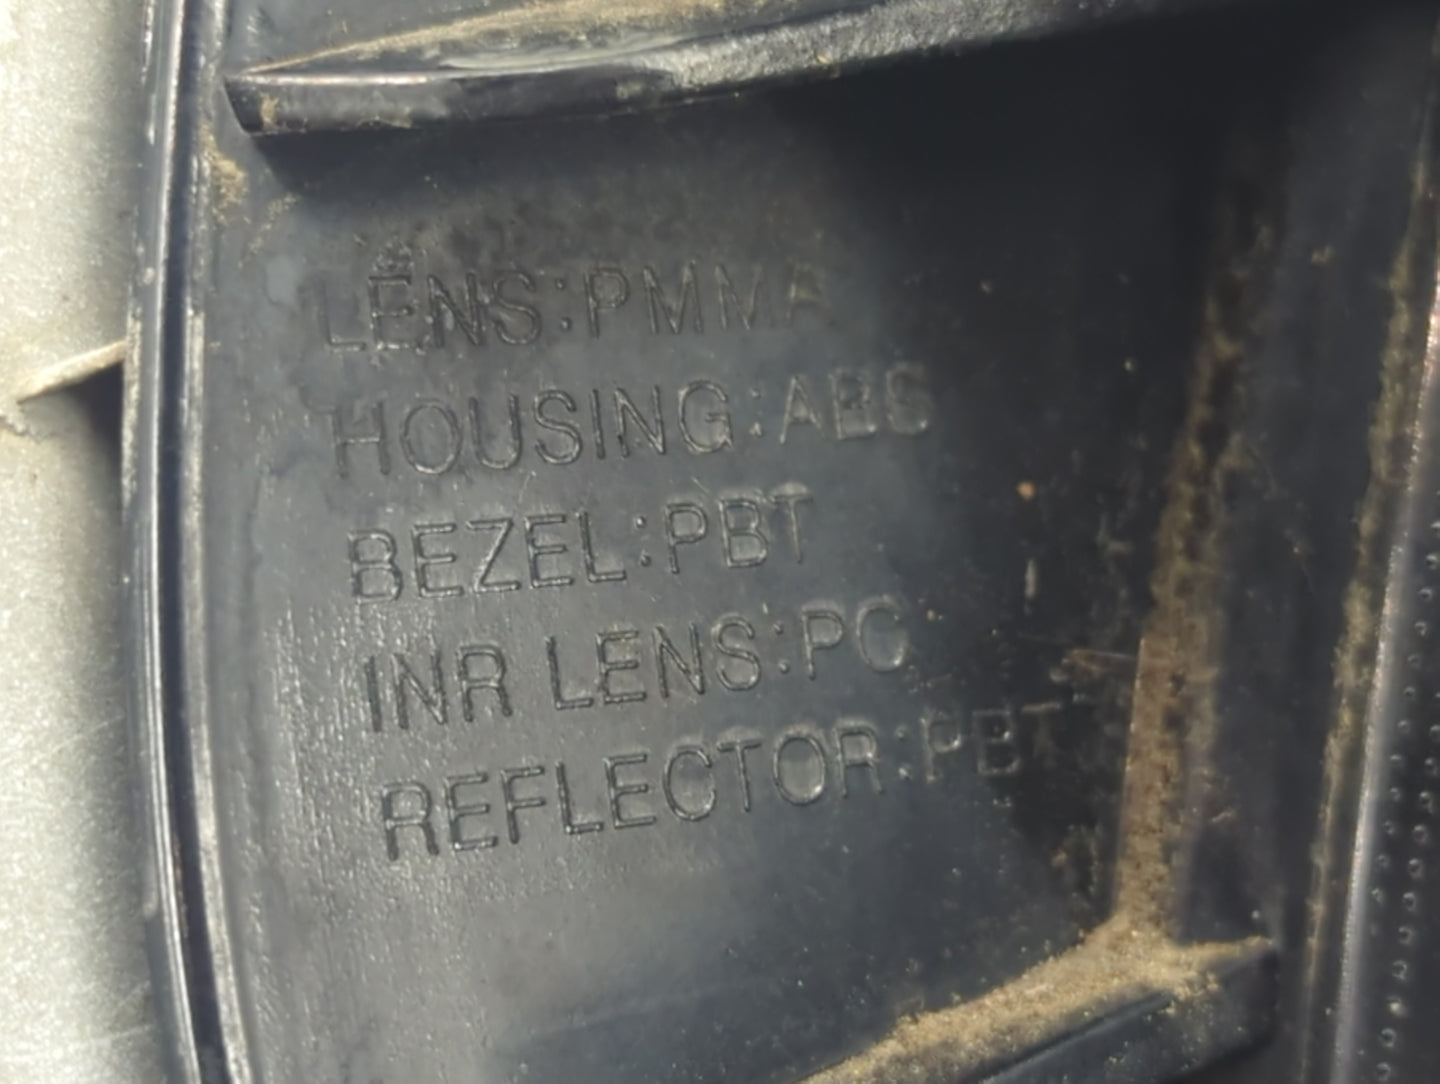 LENS:PMMA
HOUSING:ABS
BEZEL:PBT
INR LENS:PC
REFLECTOR:PBT